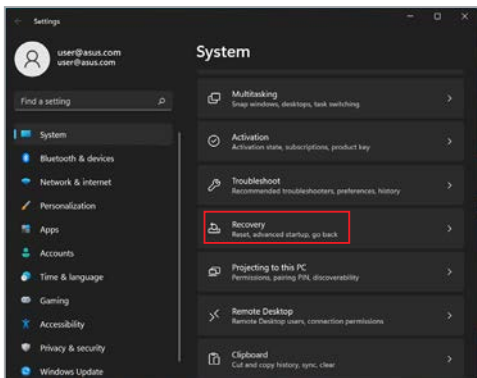 Settings
user@asus.com
user@asus.com
Find a setting
System
Bluetooth & devices
Network & internet
Personalization
Apps
Accounts
Time & language
Gaming
Accessibility
Privacy & security
Windows Update
System
Multitasking
Snap windows, desktops, task switching
Activation
Activation state, subscriptions, product key
Troubleshoot
Recommended troubleshooters, preferences, history
Recovery
Reset, advanced startup, go back
Projecting to this PC
Permissions, pairing PIN, discoverability
Remote Desktop
Remote Desktop users, connection permissions
Clipboard
Cut and copy history, sync, clear